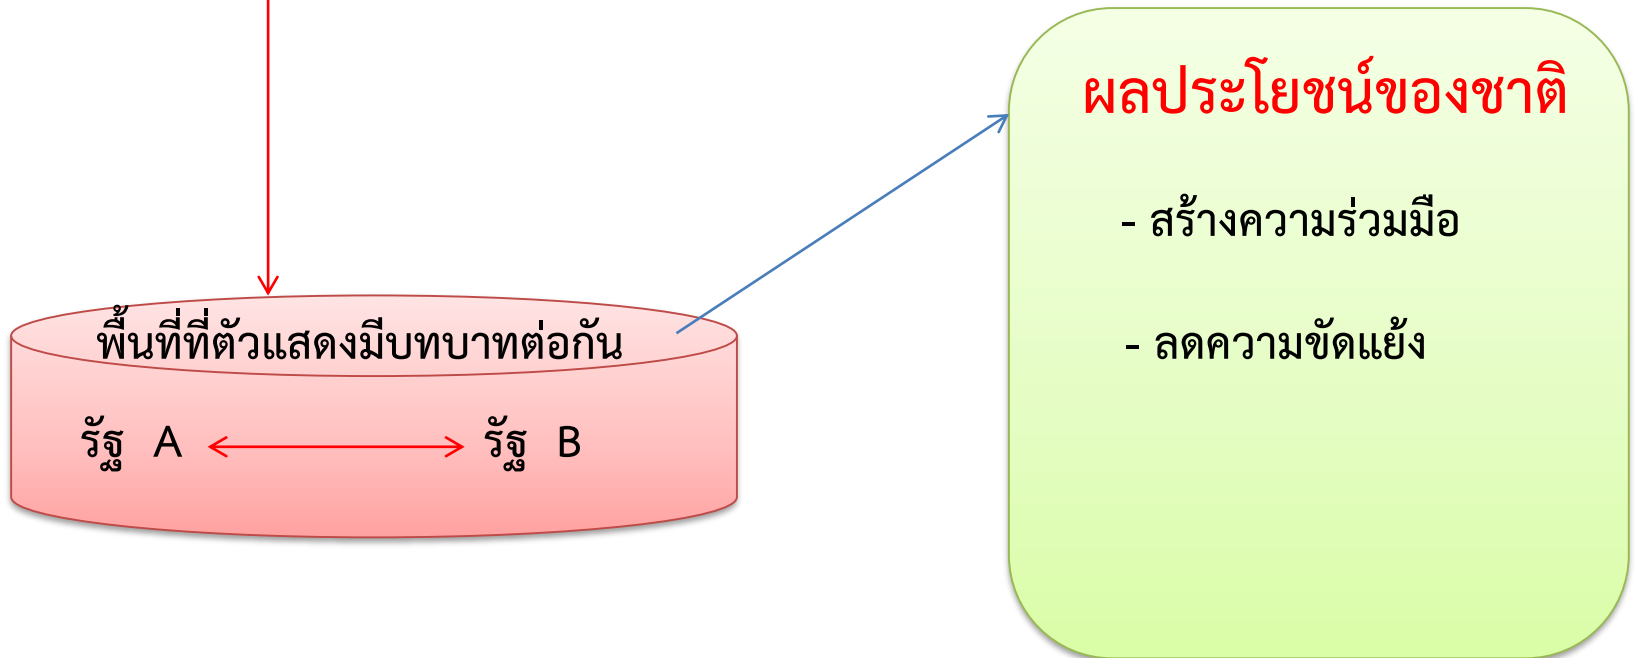 ผลประโยชน์ของชาติ
- สร้างความร่วมมือ
- ลดความขัดแย้ง
พื้นที่ที่ตัวแสดงมีบทบาทต่อกัน
รัฐ A รัฐ B